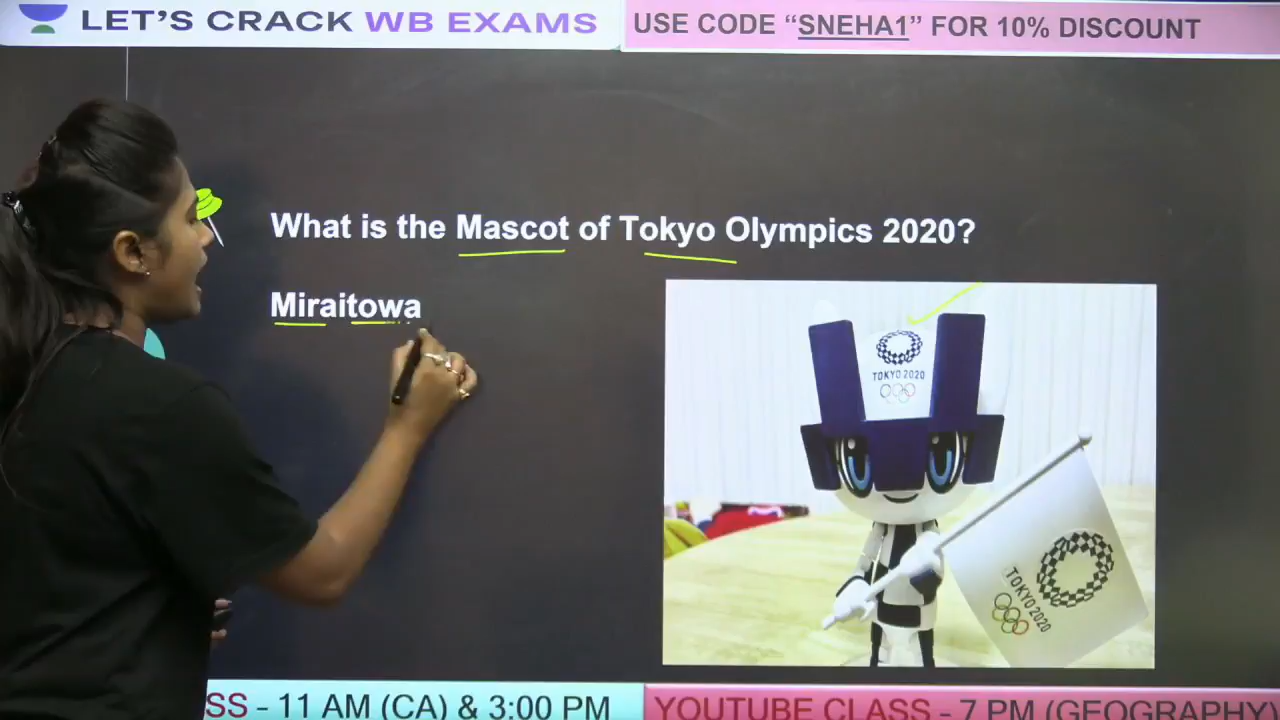 LET'S CRACK WB EXAMS
USE CODE “SNEHA1” FOR 10% DISCOUNT
What is the Mascot of Tokyo Olympics 2020?
Miraitowa
TOKYO 2020
TOKYO 2020
SS – 11 AM (CA) & 3:00 PM
YOUTUBE CLASS – 7 PM (GEOGRAPHY)